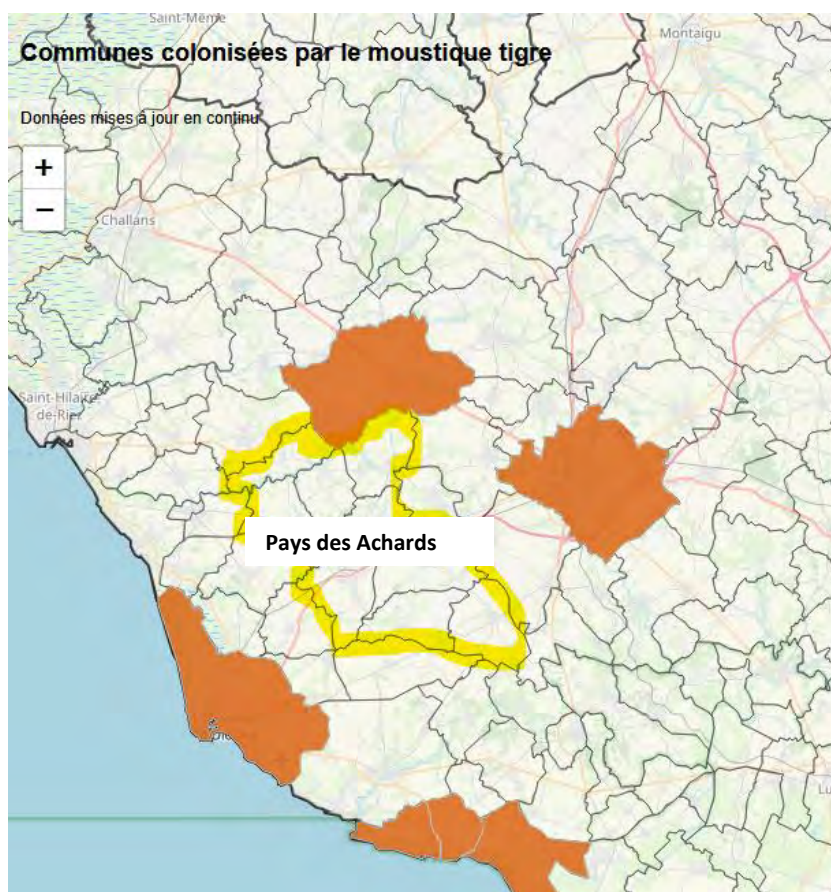 Saint-Même
Montaigu
Communes colonisées par le moustique tigre
Données mises à jour en continu
+
−
Challans
Saint-Hilaire-
de-Riez
Pays des Achards